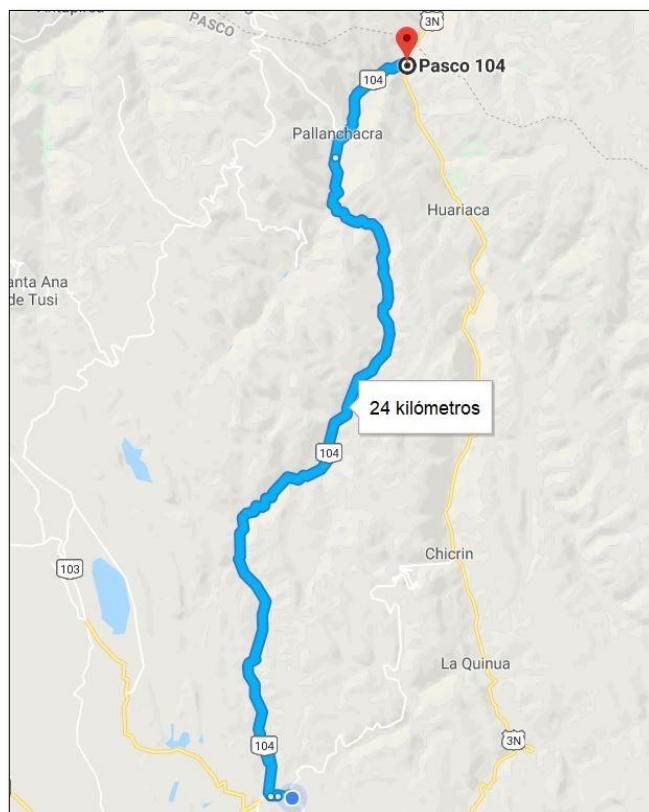 PASCO
3N
Pasco 104
104
Pallanchacra
Huariaca
anta Ana
de Tusi
24 kilómetros
104
Chicrin
103
La Quinua
3N
104